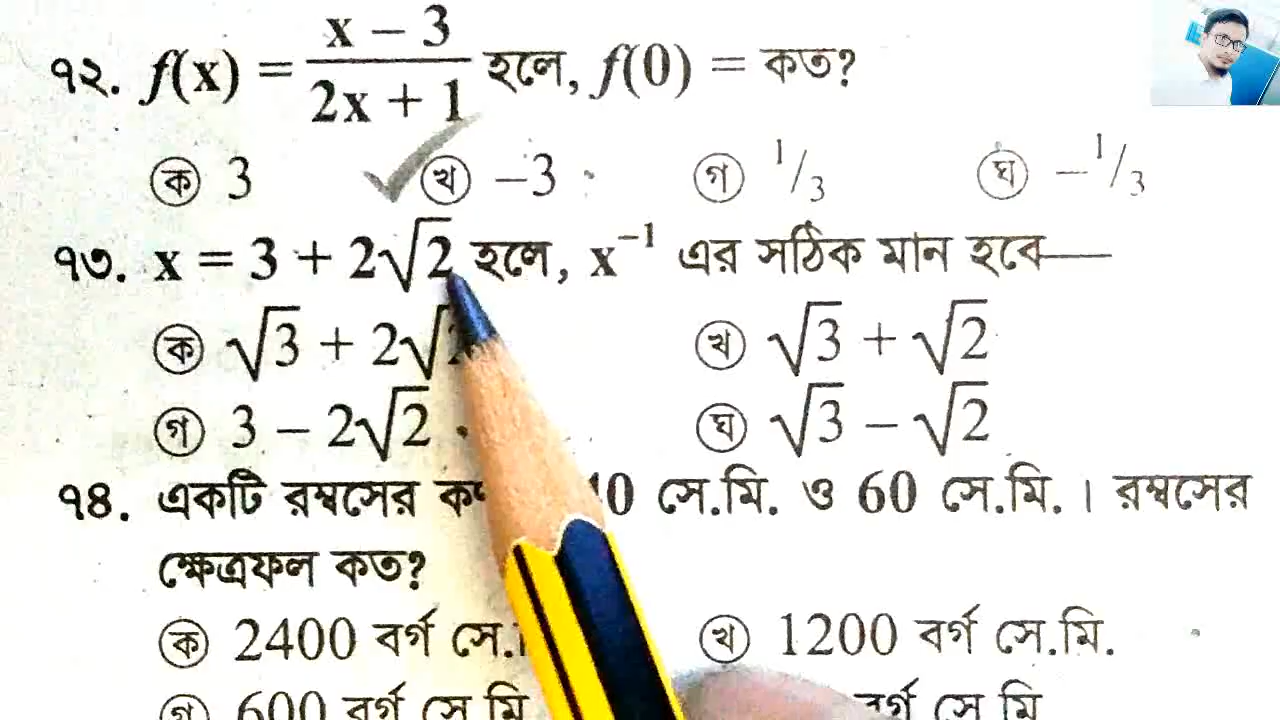 ৭২. f(x) = x – 3 / 2x + 1 হলে, f(0) = কত?
ক 3 খ –3 গ 1/3 ঘ –1/3
৭৩. x = 3 + 2√2 হলে, x⁻¹ এর সঠিক মান হবে—
ক √3 + 2√ খ √3 + √2
গ 3 – 2√2 ঘ √3 – √2
৭৪. একটি রম্বসের 0 সে.মি. ও 60 সে.মি.। রম্বসের
ক্ষেত্রফল কত?
ক 2400 বর্গ সে. খ 1200 বর্গ সে.মি.
গ 600 বর্গ সে মি বর্গ সে মি